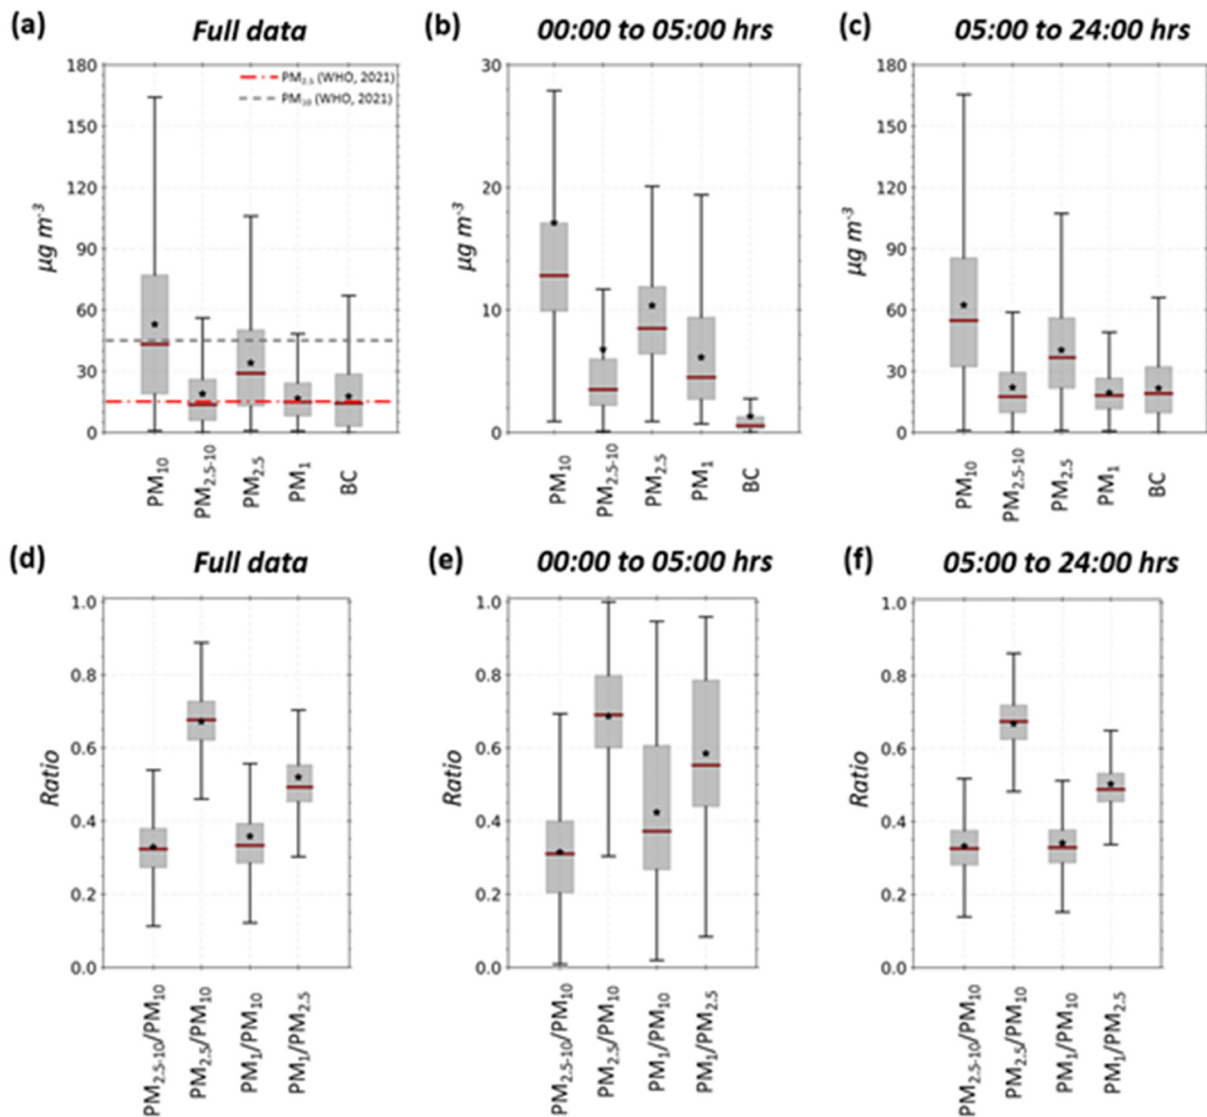 (a) Full data
(b) 00:00 to 05:00 hrs
(c) 05:00 to 24:00 hrs
PM₂.₅ (WHO, 2021)
PM₁₀ (WHO, 2021)
µg m⁻³
180
150
120
90
60
30
0
PM₁₀
PM₂.₅₋₁₀
PM₂.₅
PM₁
BC
µg m⁻³
30
20
10
0
PM₁₀
PM₂.₅₋₁₀
PM₂.₅
PM₁
BC
µg m⁻³
180
150
120
90
60
30
0
PM₁₀
PM₂.₅₋₁₀
PM₂.₅
PM₁
BC
(d) Full data
(e) 00:00 to 05:00 hrs
(f) 05:00 to 24:00 hrs
Ratio
1.0
0.8
0.6
0.4
0.2
0.0
PM₂.₅₋₁₀/PM₁₀
PM₂.₅/PM₁₀
PM₁/PM₁₀
PM₁/PM₂.₅
Ratio
1.0
0.8
0.6
0.4
0.2
0.0
PM₂.₅₋₁₀/PM₁₀
PM₂.₅/PM₁₀
PM₁/PM₁₀
PM₁/PM₂.₅
Ratio
1.0
0.8
0.6
0.4
0.2
0.0
PM₂.₅₋₁₀/PM₁₀
PM₂.₅/PM₁₀
PM₁/PM₁₀
PM₁/PM₂.₅